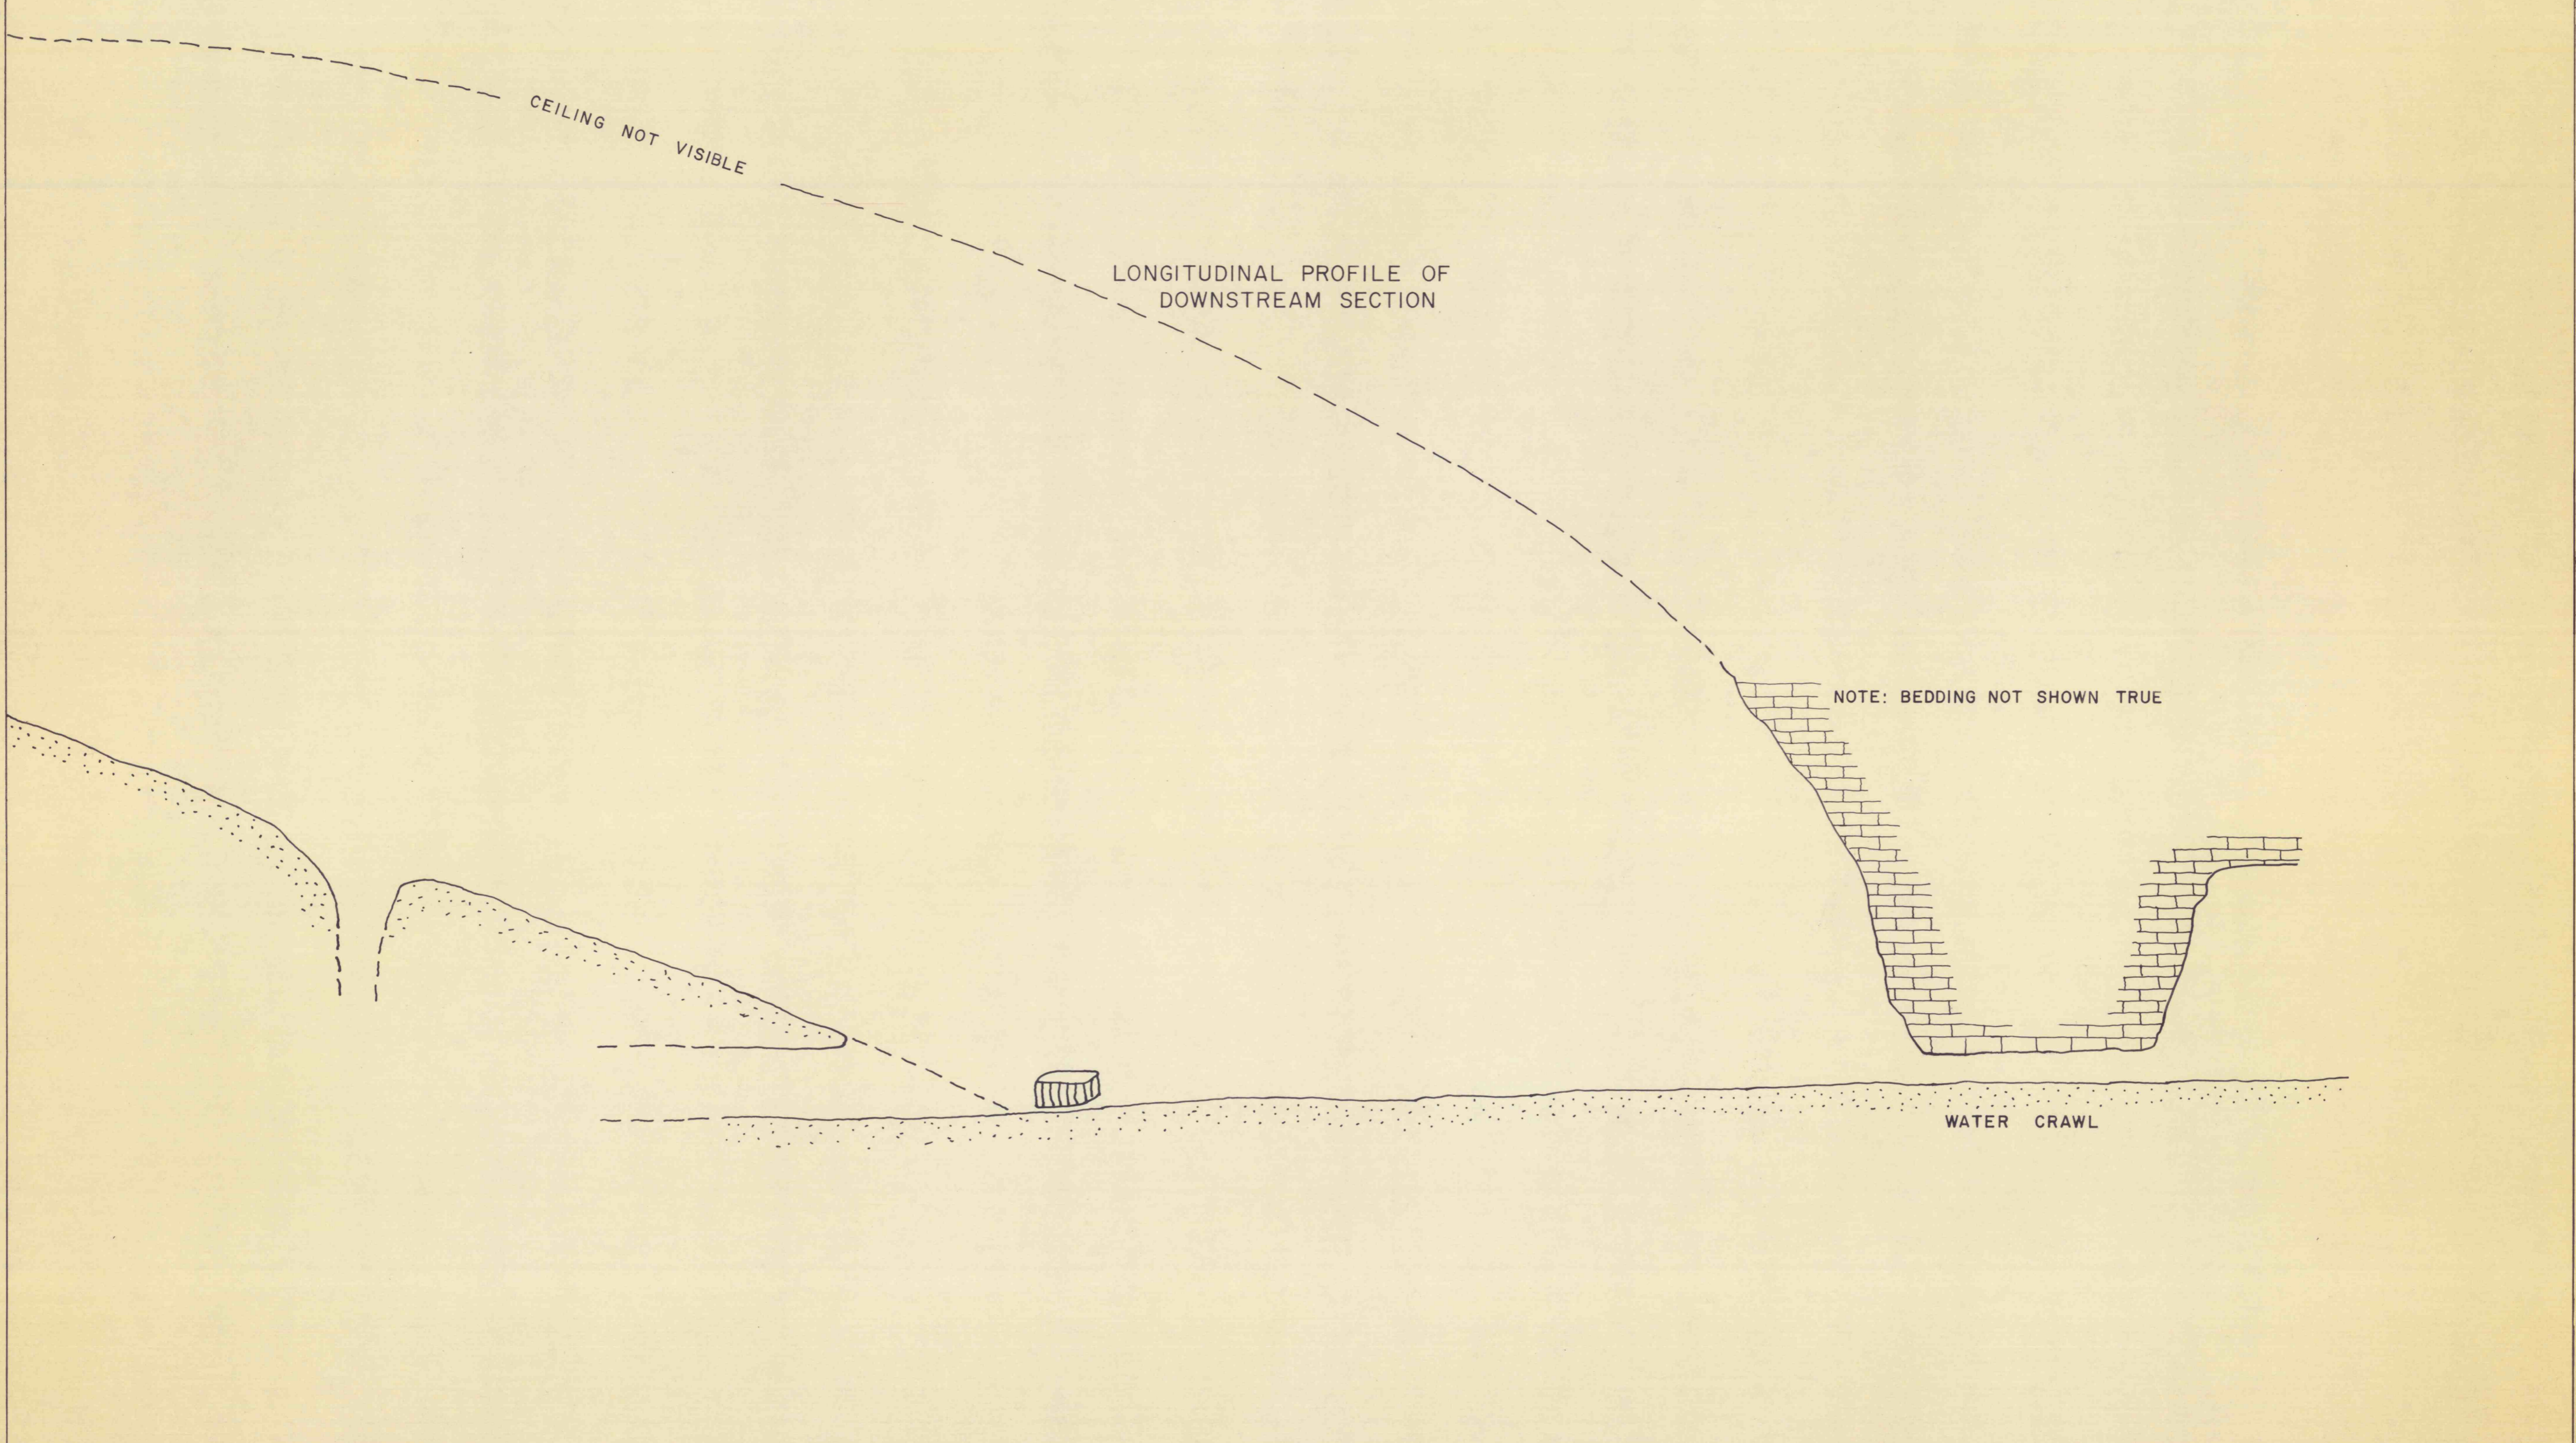 CEILING NOT VISIBLE
LONGITUDINAL PROFILE OF
DOWNSTREAM SECTION
NOTE: BEDDING NOT SHOWN TRUE
WATER CRAWL